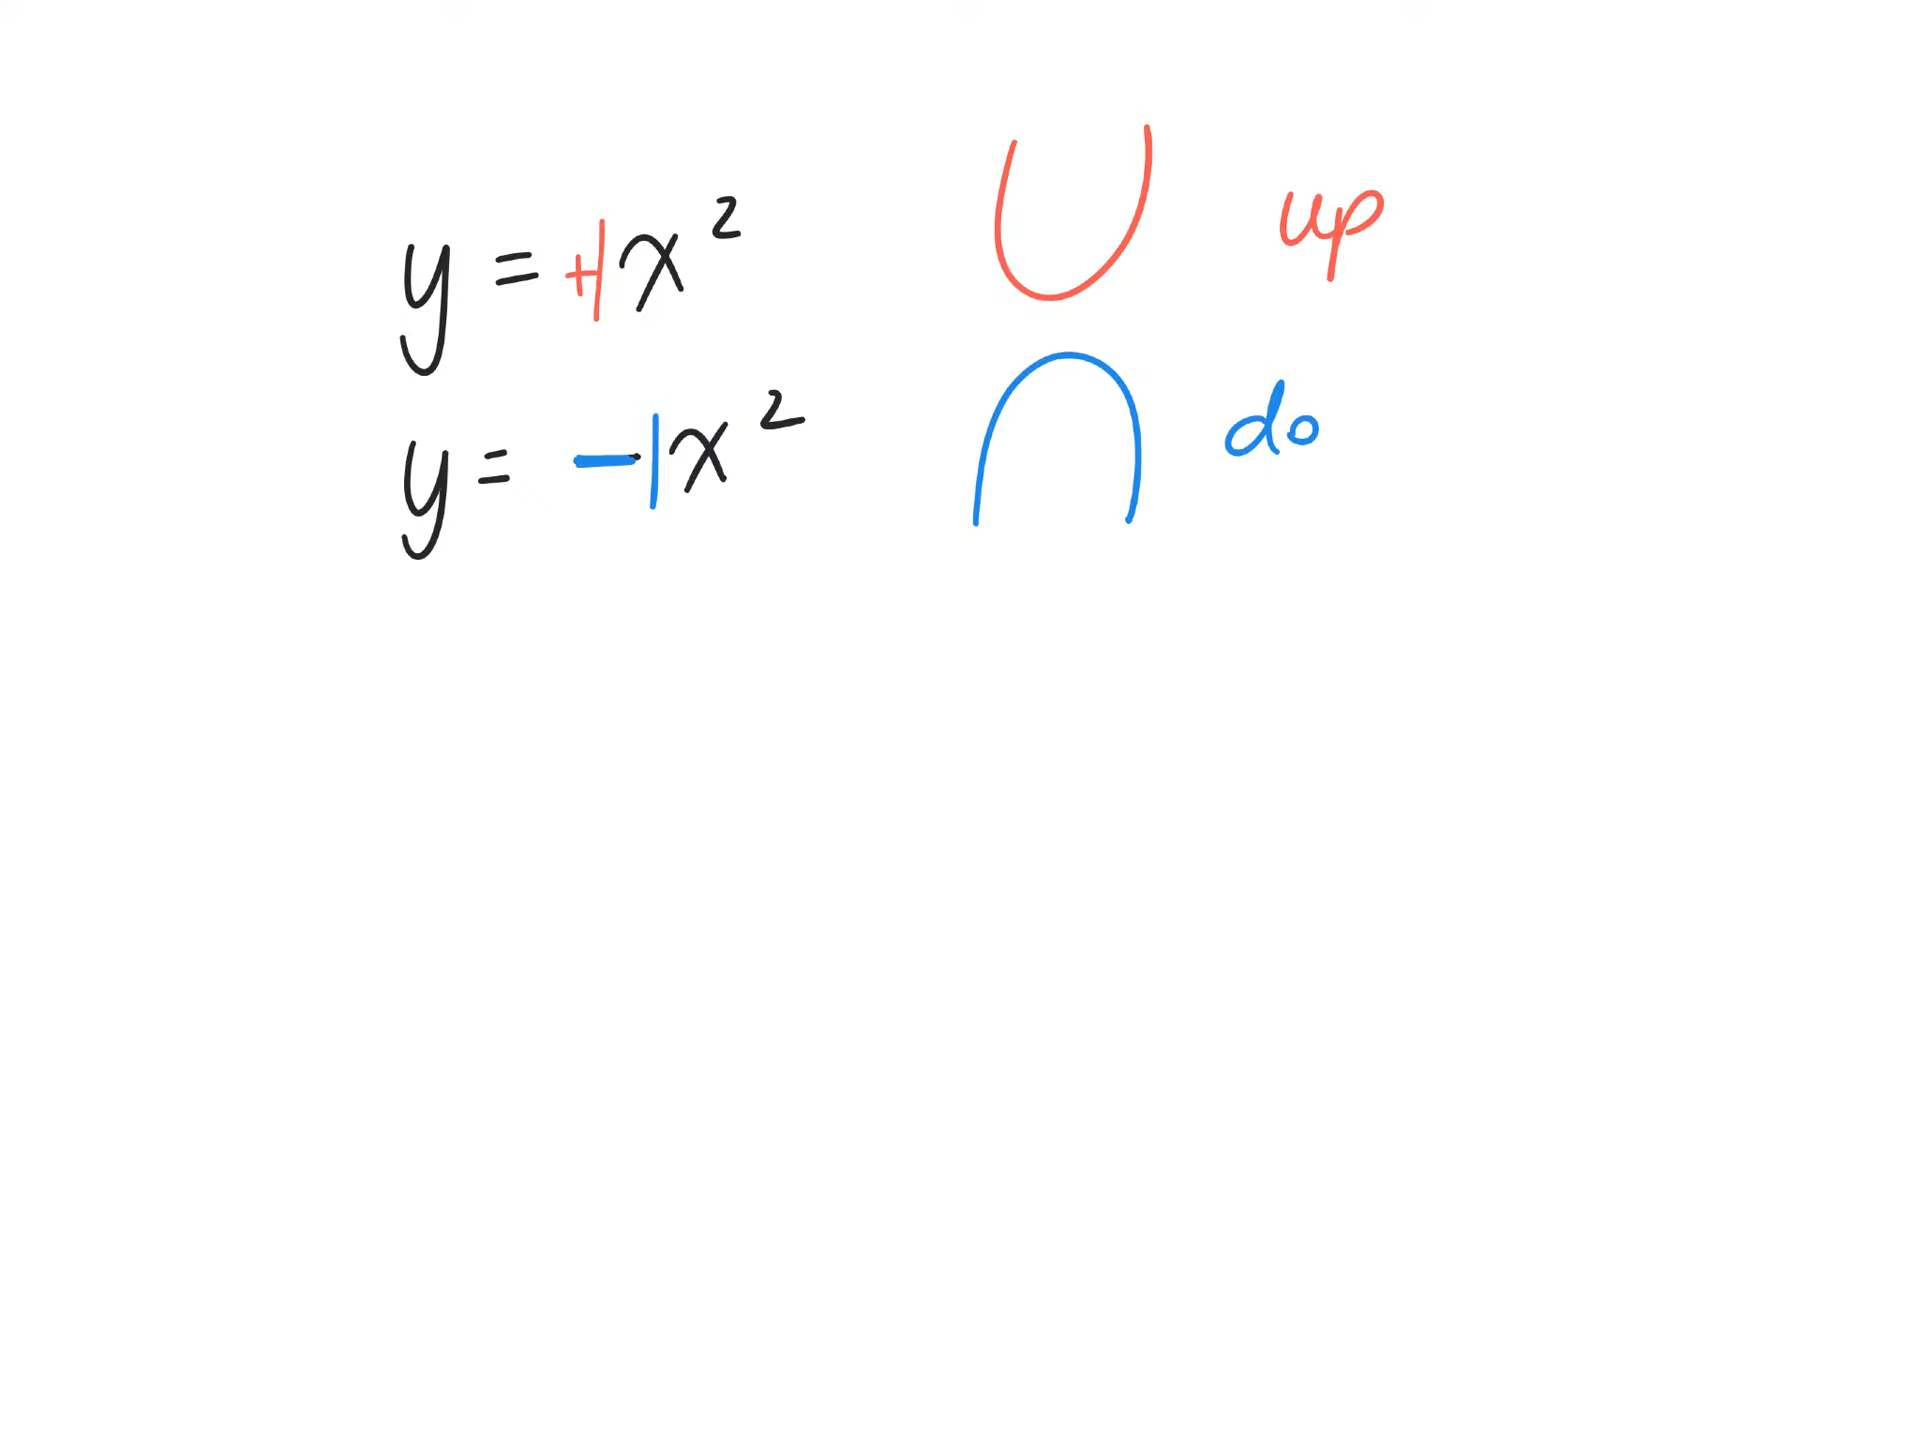 y = +1x² up
y = -1x² do